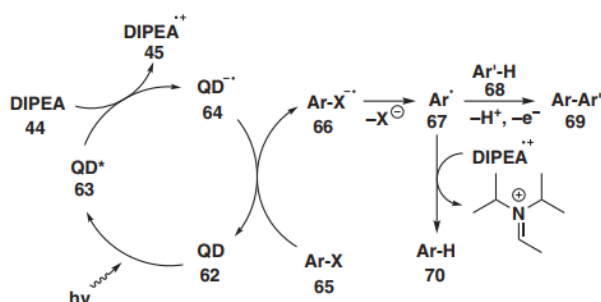 DIPEA•+
45
DIPEA
44
QD−•
64
QD*
63
QD
62
hν
Ar-X−•
66
Ar-X
65
−X⊖
Ar•
67
Ar'-H
68
−H+, −e−
Ar-Ar'
69
DIPEA•+
⊕
N
Ar-H
70